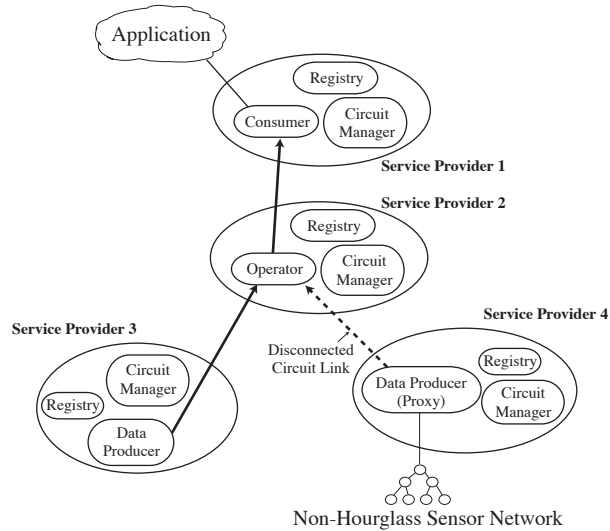 Application
Registry
Consumer
Circuit
Manager
Service Provider 1
Service Provider 2
Registry
Operator
Circuit
Manager
Service Provider 3
Circuit
Manager
Registry
Data
Producer
Disconnected
Circuit Link
Service Provider 4
Registry
Data Producer
(Proxy)
Circuit
Manager
Non-Hourglass Sensor Network